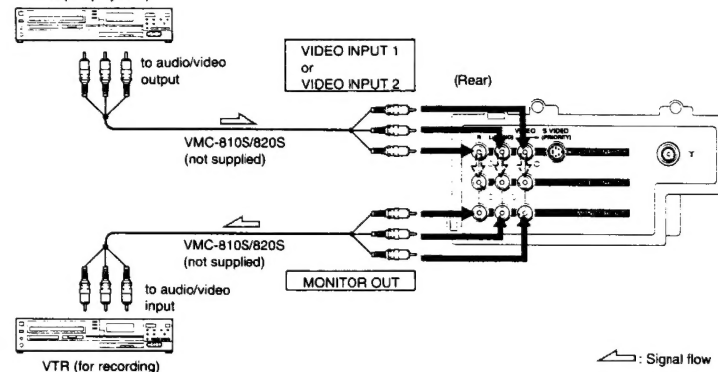 to audio/video
output
VIDEO INPUT 1
or
VIDEO INPUT 2
(Rear)
VIDEO S VIDEO
(PRIORITY)
VMC-810S/820S
(not supplied)
VMC-810S/820S
(not supplied)
MONITOR OUT
to audio/video
input
VTR (for recording)
: Signal flow